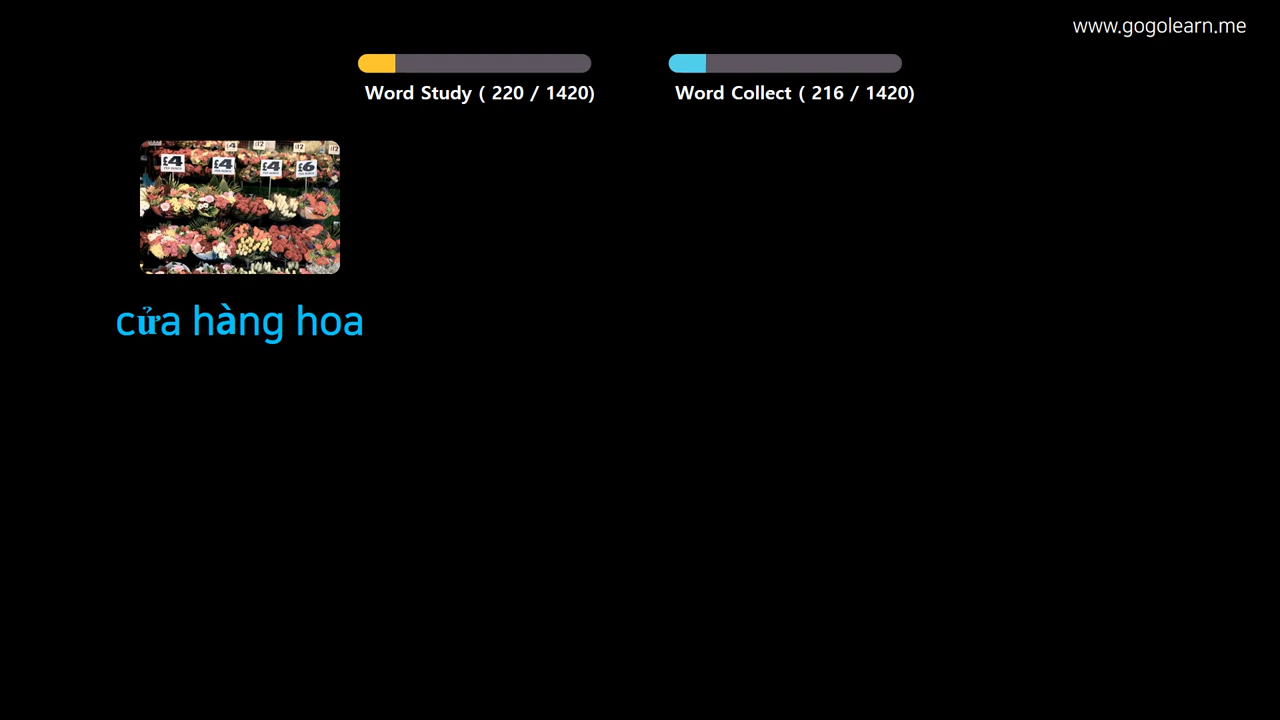 www.gogolearn.me
Word Study ( 220 / 1420)
Word Collect ( 216 / 1420)
£4
£4
£4
£6
cửa hàng hoa